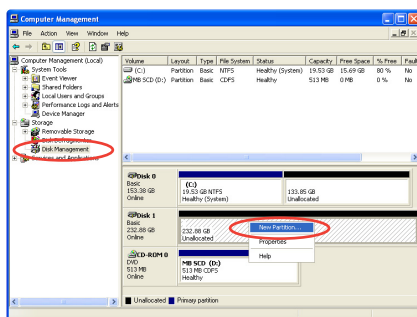 Computer Management
File Action View Window Help
Computer Management (Local)
System Tools
Event Viewer
Shared Folders
Local Users and Groups
Performance Logs and Alerts
Device Manager
Storage
Removable Storage
Disk Defragmenter
Disk Management
Services and Applications
Volume Layout Type File System Status Capacity Free Space % Free Fault
(C:) Partition Basic NTFS Healthy (System) 19.53 GB 15.69 GB 80 % No
MB SCD (D:) Partition Basic CDFS Healthy 513 MB 0 MB 0 % No
Disk 0
Basic
153.38 GB
Online
(C:)
19.53 GB NTFS
Healthy (System)
133.85 GB
Unallocated
Disk 1
Basic
232.88 GB
Online
232.88 GB
Unallocated
New Partition...
Properties
Help
CD-ROM 0
DVD
513 MB
Online
MB SCD (D:)
513 MB CDFS
Healthy
Unallocated Primary partition